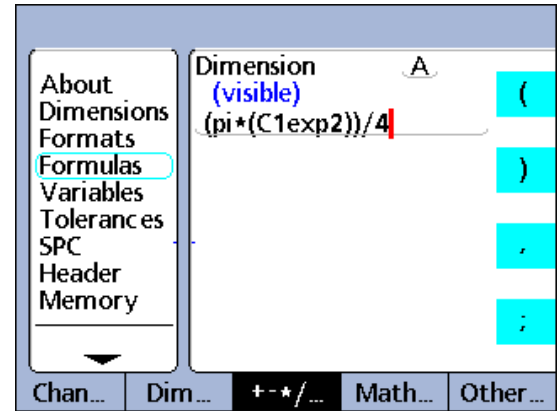 About
Dimensions
Formats
Formulas
Variables
Tolerances
SPC
Header
Memory
Dimension A
(visible)
(pi*(C1exp2))/4
(
)
,
;
Chan...
Dim...
+-*/...
Math...
Other...